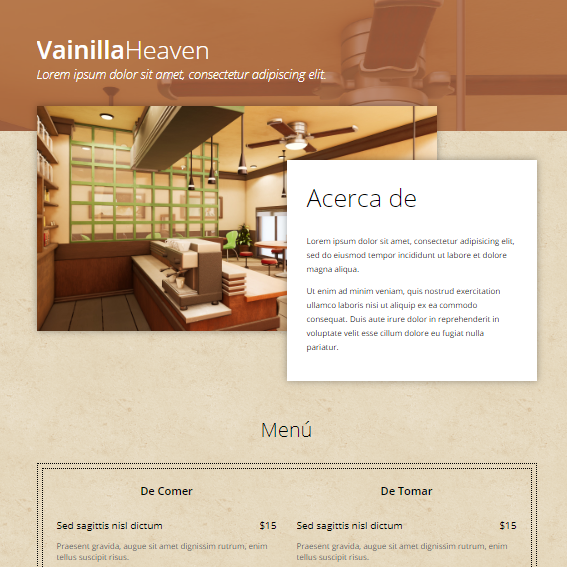 VainillaHeaven
Lorem ipsum dolor sit amet, consectetur adipiscing elit.
Acerca de
Lorem ipsum dolor sit amet, consectetur adipisicing elit,
sed do eiusmod tempor incididunt ut labore et dolore
magna aliqua.
Ut enim ad minim veniam, quis nostrud exercitation
ullamco laboris nisi ut aliquip ex ea commodo
consequat. Duis aute irure dolor in reprehenderit in
voluptate velit esse cillum dolore eu fugiat nulla
pariatur.
Menú
De Comer
Sed sagittis nisl dictum $15
Praesent gravida, augue sit amet dignissim rutrum, enim
tellus suscipit risus.
De Tomar
Sed sagittis nisl dictum $15
Praesent gravida, augue sit amet dignissim rutrum, enim
tellus suscipit risus.